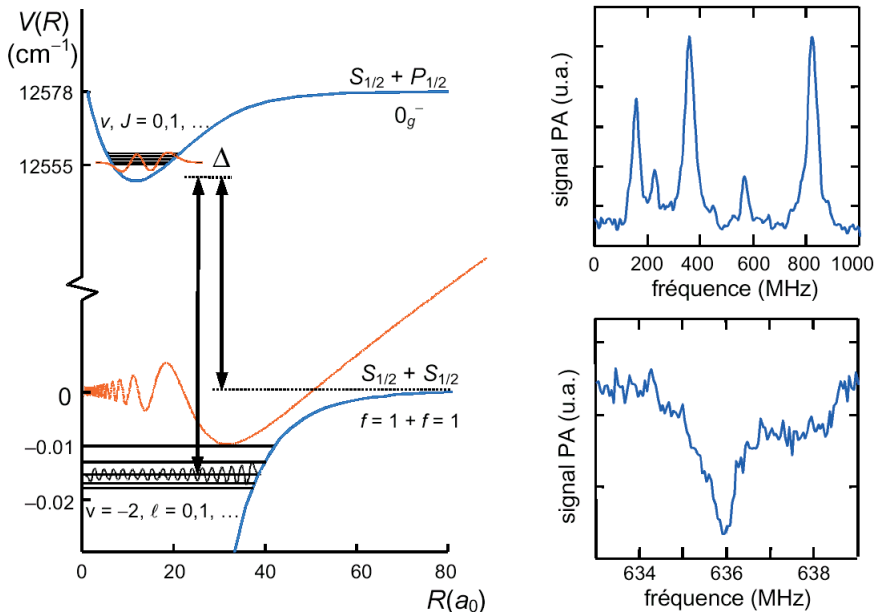 V(R)
(cm⁻¹)
12578
12555
0
−0.01
−0.02
S₁/₂ + P₁/₂
0g⁻
v, J = 0,1, …
Δ
S₁/₂ + S₁/₂
f = 1 + f = 1
v = −2, ℓ = 0,1, …
0 20 40 60 80
R(a₀)
signal PA (u.a.)
0 200 400 600 800 1000
fréquence (MHz)
signal PA (u.a.)
634 636 638
fréquence (MHz)